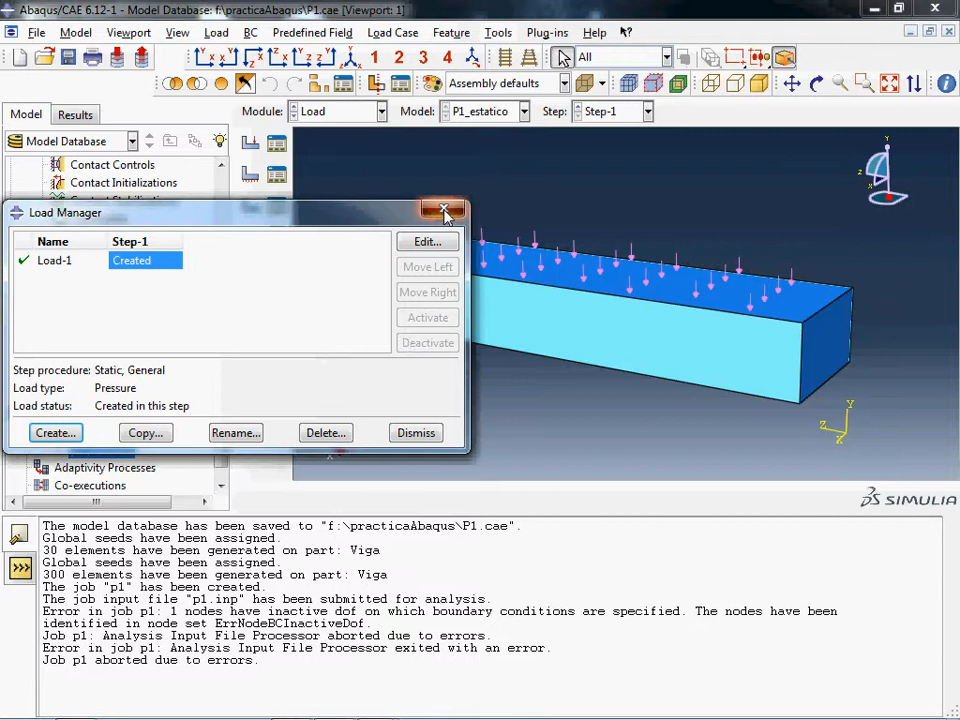 Abaqus/CAE 6.12-1 - Model Database: f:\practicaAbaqus\P1.cae [Viewport: 1]
File Model Viewport View Load BC Predefined Field Load Case Feature Tools Plug-ins Help
1 2 3 4 All
Assembly defaults
Model Results Module: Load Model: P1_estatico Step: Step-1
Model Database
Contact Controls
Contact Initializations
Load Manager
Name Step-1 Edit...
Load-1 Created
Move Left
Move Right
Activate
Deactivate
Step procedure: Static, General
Load type: Pressure
Load status: Created in this step
Create... Copy... Rename... Delete... Dismiss
Adaptivity Processes
Co-executions
Y
Z
X
Y
Z
X
SIMULIA
The model database has been saved to "f:\practicaAbaqus\P1.cae".
Global seeds have been assigned.
30 elements have been generated on part: Viga
Global seeds have been assigned.
300 elements have been generated on part: Viga
The job "p1" has been created.
The job input file "p1.inp" has been submitted for analysis.
Error in job p1: 1 nodes have inactive dof on which boundary conditions are specified. The nodes have been
identified in node set ErrNodeBCInactiveDof.
Job p1: Analysis Input File Processor aborted due to errors.
Error in job p1: Analysis Input File Processor exited with an error.
Job p1 aborted due to errors.